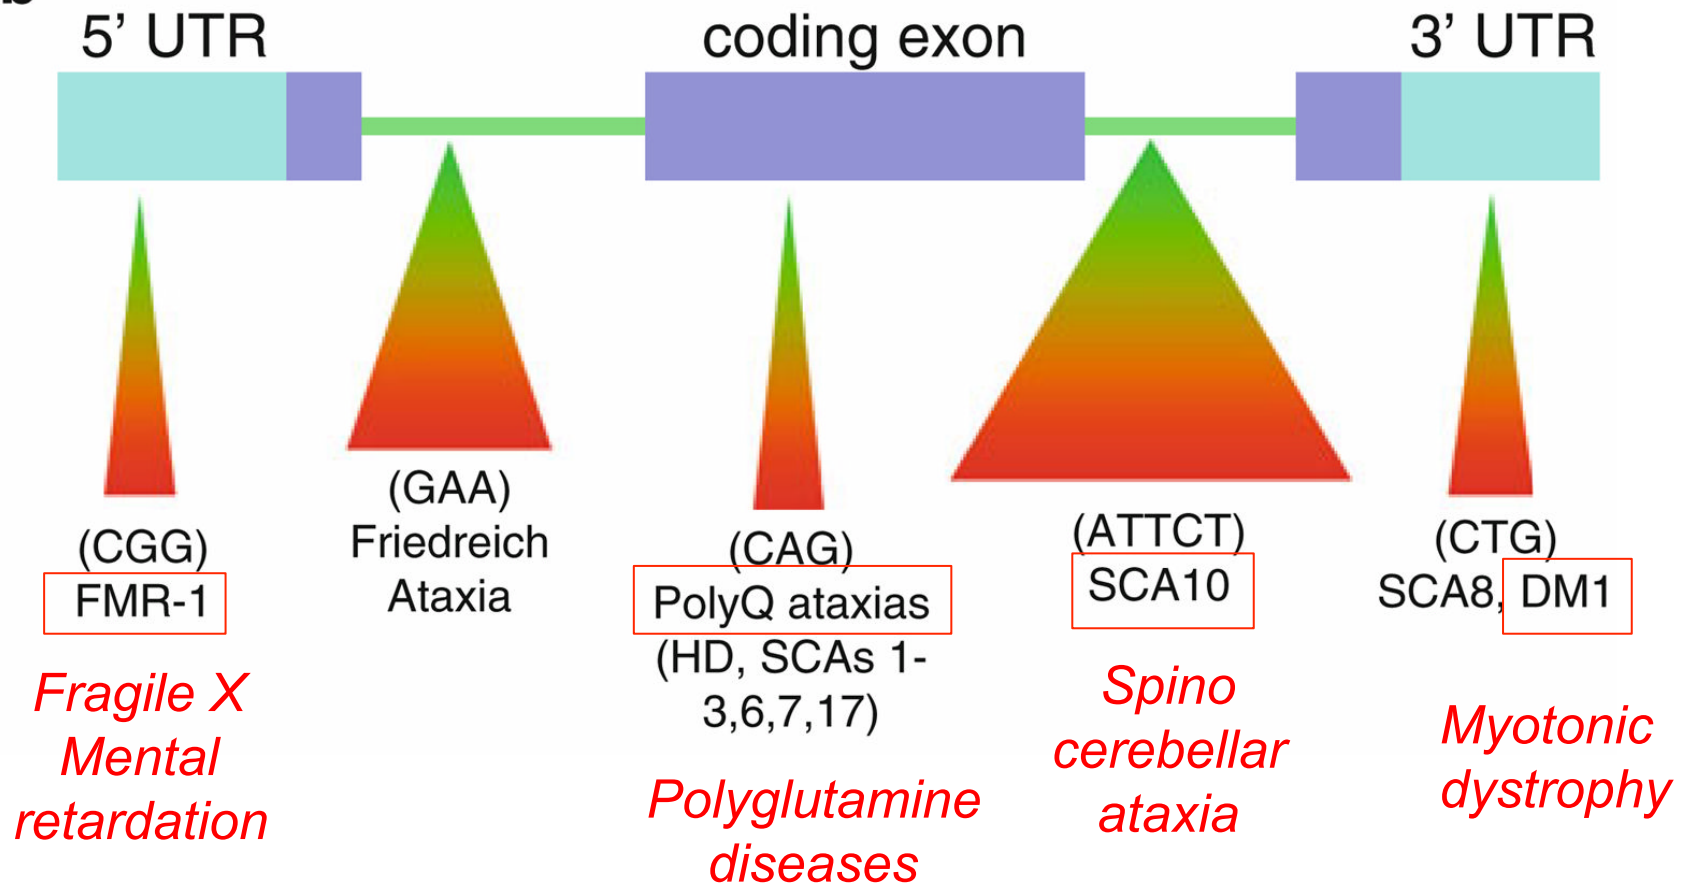 b
5’ UTR
coding exon
3’ UTR
(CGG)
FMR-1
Fragile X
Mental
retardation
(GAA)
Friedreich
Ataxia
(CAG)
PolyQ ataxias
(HD, SCAs 1-
3,6,7,17)
Polyglutamine
diseases
(ATTCT)
SCA10
Spino
cerebellar
ataxia
(CTG)
SCA8, DM1
Myotonic
dystrophy